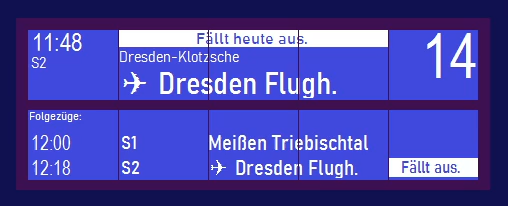 11:48 Fällt heute aus. 14
S2 Dresden-Klotzsche
✈ Dresden Flugh.
Folgezüge:
12:00 S1 Meißen Triebischtal
12:18 S2 ✈ Dresden Flugh. Fällt aus.